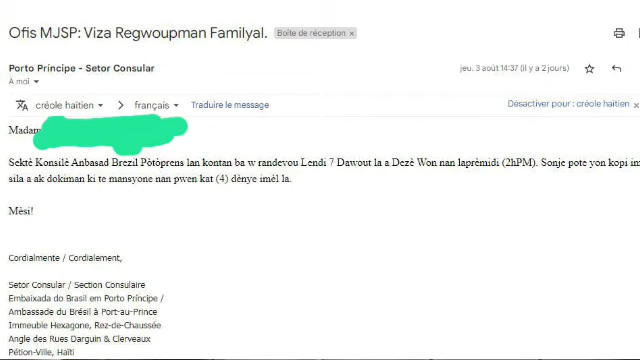 Ofis MJSP: Viza Regwoupman Familyal. Boîte de réception ×
Porto Príncipe - Setor Consular jeu. 3 août 14:37 (il y a 2 jours)
À moi
créole haïtien > français Traduire le message Désactiver pour : créole haïtien ×
Madam
Sektè Konsilè Anbasad Brezil Pòtòprens lan kontan ba w randevou Lendi 7 Dawout la a Dezè Won nan laprèmidi (2hPM). Sonje pote yon kopi
sila a ak dokiman ki te mansyone nan pwen kat (4) dènye imèl la.
Mèsi!
Cordialmente / Cordialement,
Setor Consular / Section Consulaire
Embaixada do Brasil em Porto Príncipe /
Ambassade du Brésil à Port-au-Prince
Immeuble Hexagone, Rez-de-Chaussée
Angle des Rues Darguin & Clerveaux
Pétion-Ville, Haïti